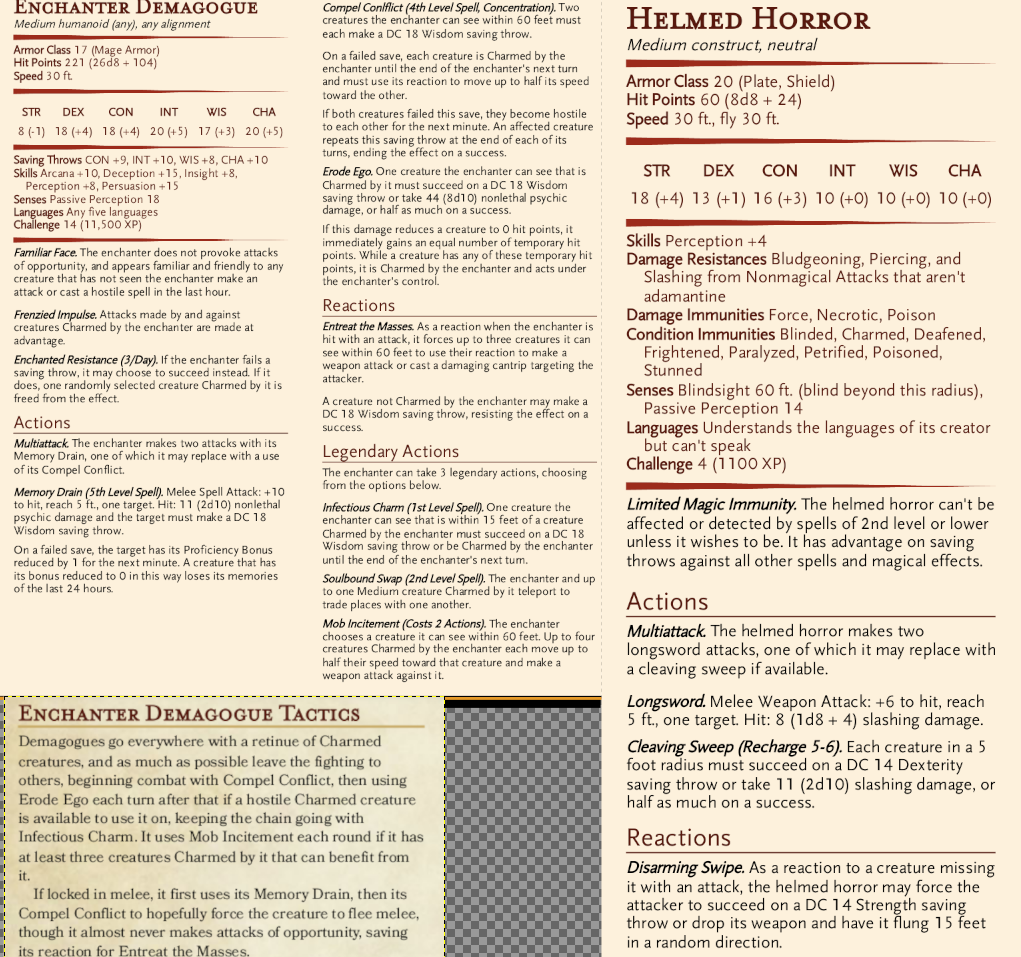 Enchanter Demagogue
Medium humanoid (any), any alignment
Armor Class 17 (Mage Armor)
Hit Points 221 (26d8 + 104)
Speed 30 ft.
STR DEX CON INT WIS CHA
8 (-1) 18 (+4) 18 (+4) 20 (+5) 17 (+3) 20 (+5)
Saving Throws CON +9, INT +10, WIS +8, CHA +10
Skills Arcana +10, Deception +15, Insight +8,
Perception +8, Persuasion +15
Senses Passive Perception 18
Languages Any five languages
Challenge 14 (11,500 XP)
Familiar Face. The enchanter does not provoke attacks
of opportunity, and appears familiar and friendly to any
creature that has not seen the enchanter make an
attack or cast a hostile spell in the last hour.
Frenzied Impulse. Attacks made by and against
creatures Charmed by the enchanter are made at
advantage.
Enchanted Resistance (3/Day). If the enchanter fails a
saving throw, it may choose to succeed instead. If it
does, one randomly selected creature Charmed by it is
freed from the effect.
Actions
Multiattack. The enchanter makes two attacks with its
Memory Drain, one of which it may replace with a use
of its Compel Conflict.
Memory Drain (5th Level Spell). Melee Spell Attack: +10
to hit, reach 5 ft., one target. Hit: 11 (2d10) nonlethal
psychic damage and the target must make a DC 18
Wisdom saving throw.
On a failed save, the target has its Proficiency Bonus
reduced by 1 for the next minute. A creature that has
its bonus reduced to 0 in this way loses its memories
of the last 24 hours.
Compel Conlflict (4th Level Spell, Concentration). Two
creatures the enchanter can see within 60 feet must
each make a DC 18 Wisdom saving throw.
On a failed save, each creature is Charmed by the
enchanter until the end of the enchanter's next turn
and must use its reaction to move up to half its speed
toward the other.
If both creatures failed this save, they become hostile
to each other for the next minute. An affected creature
repeats this saving throw at the end of each of its
turns, ending the effect on a success.
Erode Ego. One creature the enchanter can see that is
Charmed by it must succeed on a DC 18 Wisdom
saving throw or take 44 (8d10) nonlethal psychic
damage, or half as much on a success.
If this damage reduces a creature to 0 hit points, it
immediately gains an equal number of temporary hit
points. While a creature has any of these temporary hit
points, it is Charmed by the enchanter and acts under
the enchanter's control.
Reactions
Entreat the Masses. As a reaction when the enchanter is
hit with an attack, it forces up to three creatures it can
see within 60 feet to use their reaction to make a
weapon attack or cast a damaging cantrip targeting the
attacker.
A creature not Charmed by the enchanter may make a
DC 18 Wisdom saving throw, resisting the effect on a
success.
Legendary Actions
The enchanter can take 3 legendary actions, choosing
from the options below.
Infectious Charm (1st Level Spell). One creature the
enchanter can see that is within 15 feet of a creature
Charmed by the enchanter must succeed on a DC 18
Wisdom saving throw or be Charmed by the enchanter
until the end of the enchanter's next turn.
Soulbound Swap (2nd Level Spell). The enchanter and up
to one Medium creature Charmed by it teleport to
trade places with one another.
Mob Incitement (Costs 2 Actions). The enchanter
chooses a creature it can see within 60 feet. Up to four
creatures Charmed by the enchanter each move up to
half their speed toward that creature and make a
weapon attack against it.
Enchanter Demagogue Tactics
Demagogues go everywhere with a retinue of Charmed
creatures, and as much as possible leave the fighting to
others, beginning combat with Compel Conflict, then using
Erode Ego each turn after that if a hostile Charmed creature
is available to use it on, keeping the chain going with
Infectious Charm. It uses Mob Incitement each round if it has
at least three creatures Charmed by it that can benefit from
it.
If locked in melee, it first uses its Memory Drain, then its
Compel Conflict to hopefully force the creature to flee melee,
though it almost never makes attacks of opportunity, saving
its reaction for Entreat the Masses.
Helmed Horror
Medium construct, neutral
Armor Class 20 (Plate, Shield)
Hit Points 60 (8d8 + 24)
Speed 30 ft., fly 30 ft.
STR DEX CON INT WIS CHA
18 (+4) 13 (+1) 16 (+3) 10 (+0) 10 (+0) 10 (+0)
Skills Perception +4
Damage Resistances Bludgeoning, Piercing, and
Slashing from Nonmagical Attacks that aren't
adamantine
Damage Immunities Force, Necrotic, Poison
Condition Immunities Blinded, Charmed, Deafened,
Frightened, Paralyzed, Petrified, Poisoned,
Stunned
Senses Blindsight 60 ft. (blind beyond this radius),
Passive Perception 14
Languages Understands the languages of its creator
but can't speak
Challenge 4 (1100 XP)
Limited Magic Immunity. The helmed horror can't be
affected or detected by spells of 2nd level or lower
unless it wishes to be. It has advantage on saving
throws against all other spells and magical effects.
Actions
Multiattack. The helmed horror makes two
longsword attacks, one of which it may replace with
a cleaving sweep if available.
Longsword. Melee Weapon Attack: +6 to hit, reach
5 ft., one target. Hit: 8 (1d8 + 4) slashing damage.
Cleaving Sweep (Recharge 5-6). Each creature in a 5
foot radius must succeed on a DC 14 Dexterity
saving throw or take 11 (2d10) slashing damage, or
half as much on a success.
Reactions
Disarming Swipe. As a reaction to a creature missing
it with an attack, the helmed horror may force the
attacker to succeed on a DC 14 Strength saving
throw or drop its weapon and have it flung 15 feet
in a random direction.